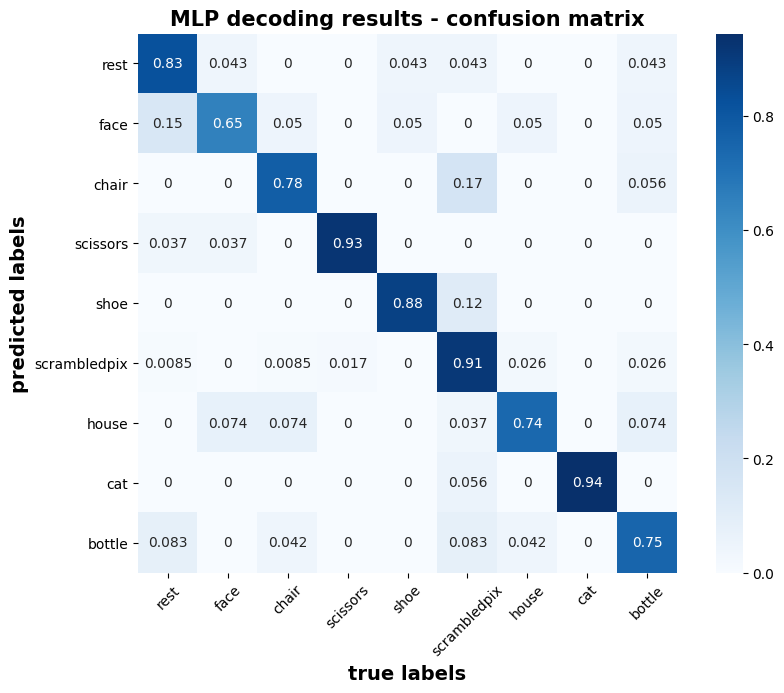 MLP decoding results - confusion matrix
rest 0.83 0.043 0 0 0.043 0.043 0 0 0.043
face 0.15 0.65 0.05 0 0.05 0 0.05 0 0.05
chair 0 0 0.78 0 0 0.17 0 0 0.056
scissors 0.037 0.037 0 0.93 0 0 0 0 0
shoe 0 0 0 0 0.88 0.12 0 0 0
scrambledpix 0.0085 0 0.0085 0.017 0 0.91 0.026 0 0.026
house 0 0.074 0.074 0 0 0.037 0.74 0 0.074
cat 0 0 0 0 0 0.056 0 0.94 0
bottle 0.083 0 0.042 0 0 0.083 0.042 0 0.75
rest face chair scissors shoe scrambledpix house cat bottle
true labels
predicted labels
0.8
0.6
0.4
0.2
0.0